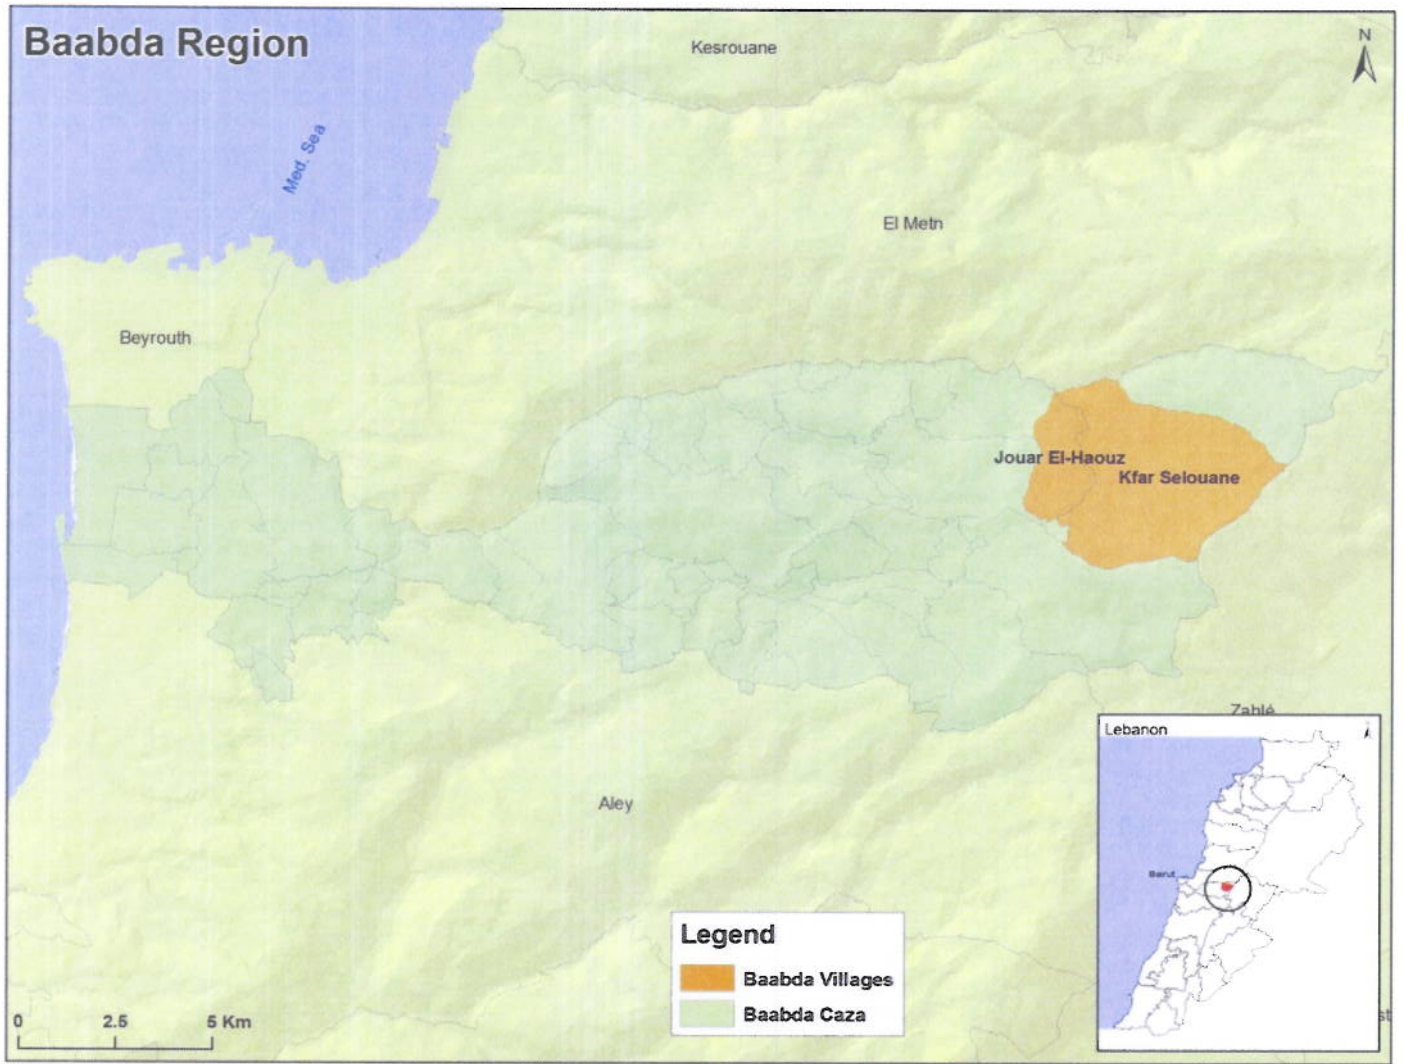 Baabda Region
Kesrouane
N
Med. Sea
El Metn
Beyrouth
Jouar El-Haouz
Kfar Selouane
Zahlé
Lebanon
Beirut
Aley
Legend
Baabda Villages
Baabda Caza
0 2.5 5 Km